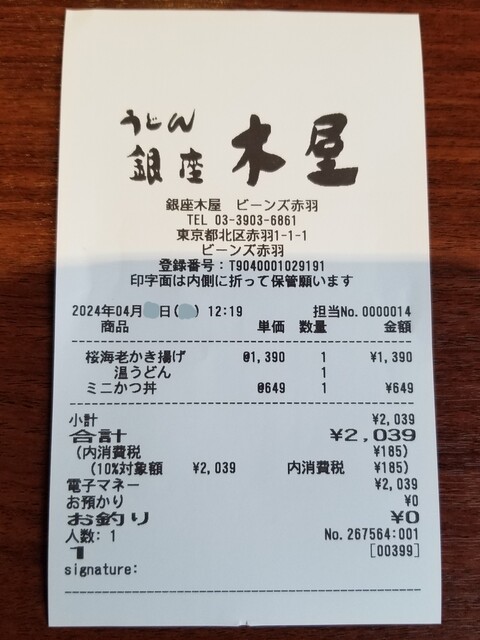 うどん
銀座 木屋
銀座木屋 ビーンズ赤羽
TEL 03-3903-6861
東京都北区赤羽1-1-1
ビーンズ赤羽
登録番号：T9040001029191
印字面は内側に折って保管願います
2024年04月 日( ) 12:19 担当No.0000014
商品 単価 数量 金額
桜海老かき揚げ @1,390 1 ¥1,390
温うどん 1
ミニかつ丼 @649 1 ¥649
小計 ¥2,039
合計 ¥2,039
(内消費税 ¥185)
(10%対象額 ¥2,039 内消費税 ¥185)
電子マネー ¥2,039
お預かり ¥0
お釣り ¥0
人数: 1 No.267564:001
1 [00399]
signature: